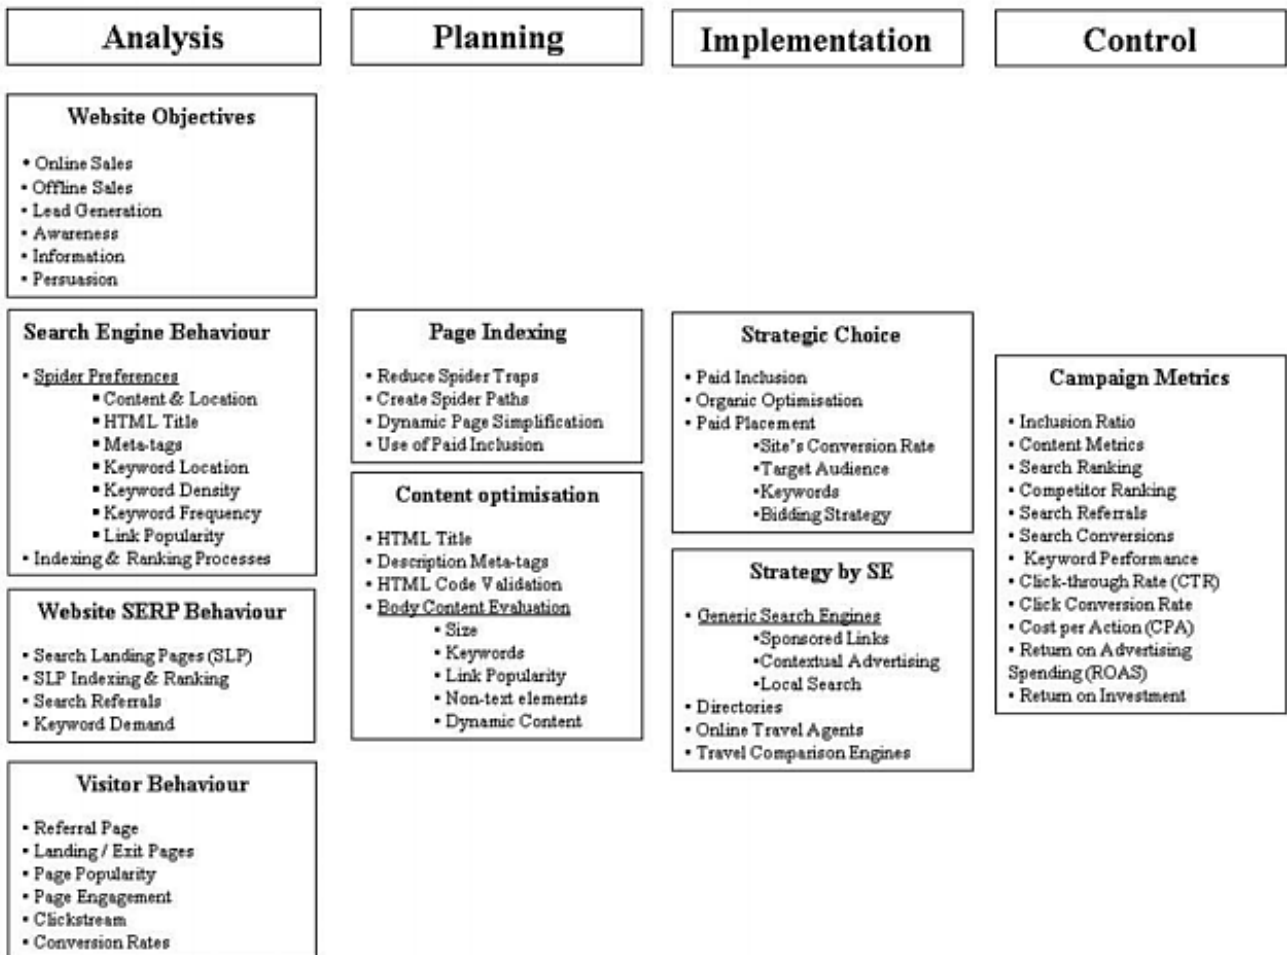 Analysis
Website Objectives
• Online Sales
• Offline Sales
• Lead Generation
• Awareness
• Information
• Persuasion
Search Engine Behaviour
• Spider Preferences
▪ Content & Location
▪ HTML Title
▪ Meta-tags
▪ Keyword Location
▪ Keyword Density
▪ Keyword Frequency
▪ Link Popularity
• Indexing & Ranking Processes
Website SERP Behaviour
• Search Landing Pages (SLP)
• SLP Indexing & Ranking
• Search Referrals
• Keyword Demand
Visitor Behaviour
• Referral Page
• Landing / Exit Pages
• Page Popularity
• Page Engagement
• Clickstream
• Conversion Rates
Planning
Page Indexing
• Reduce Spider Traps
• Create Spider Paths
• Dynamic Page Simplification
• Use of Paid Inclusion
Content optimisation
• HTML Title
• Description Meta-tags
• HTML Code Validation
• Body Content Evaluation
• Size
• Keywords
• Link Popularity
• Non-text elements
• Dynamic Content
Implementation
Strategic Choice
• Paid Inclusion
• Organic Optimisation
• Paid Placement
•Site's Conversion Rate
•Target Audience
•Keywords
•Bidding Strategy
Strategy by SE
• Generic Search Engines
•Sponsored Links
•Contextual Advertising
•Local Search
• Directories
• Online Travel Agents
• Travel Comparison Engines
Control
Campaign Metrics
• Inclusion Ratio
• Content Metrics
• Search Ranking
• Competitor Ranking
• Search Referrals
• Search Conversions
• Keyword Performance
• Click-through Rate (CTR)
• Click Conversion Rate
• Cost per Action (CPA)
• Return on Advertising
Spending (ROAS)
• Return on Investment